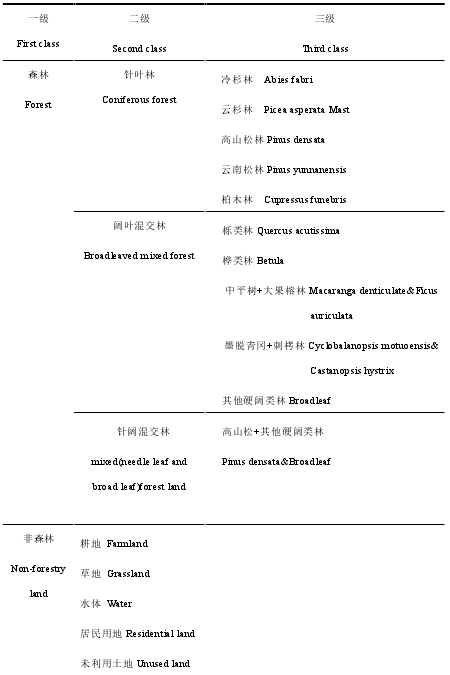 一级 二级 三级
First class Second class Third class
森林 针叶林 冷杉林 Abies fabri
Forest Coniferous forest
云杉林 Picea asperata Mast
高山松林 Pinus densata
云南松林 Pinus yunnanensis
柏木林 Cupressus funebris
阔叶混交林 栎类林 Quercus acutissima
Broadleaved mixed forest
桦类林 Betula
中平树+大果榕林 Macaranga denticulate&Ficus
auriculata
墨脱青冈+刺栲林 Cyclobalanopsis motuoensis&
Castanopsis hystrix
其他硬阔类林 Broadleaf
针阔混交林 高山松+其他硬阔类林
mixed(needle leaf and Pinus densata&Broadleaf
broad leaf)forest land
非森林 耕地 Farmland
Non-forestry 草地 Grassland
land
水体 Water
居民用地 Residential land
未利用土地 Unused land